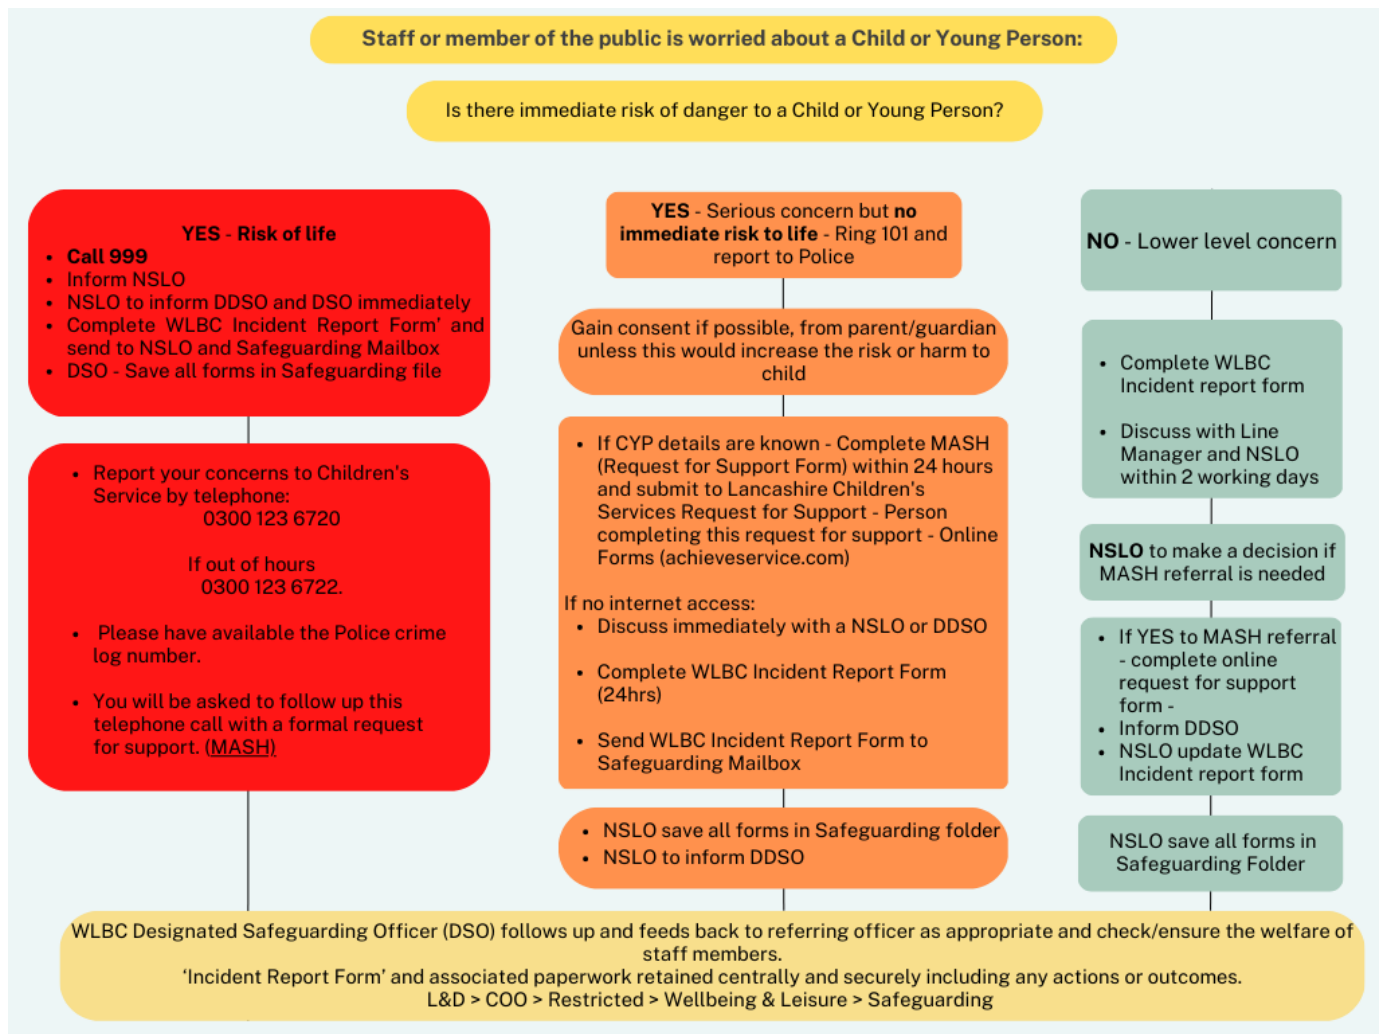 Staff or member of the public is worried about a Child or Young Person:
Is there immediate risk of danger to a Child or Young Person?
YES - Risk of life
• Call 999
• Inform NSLO
• NSLO to inform DDSO and DSO immediately
• Complete WLBC Incident Report Form’ and
send to NSLO and Safeguarding Mailbox
• DSO - Save all forms in Safeguarding file
• Report your concerns to Children's
Service by telephone:
0300 123 6720
If out of hours
0300 123 6722.
• Please have available the Police crime
log number.
• You will be asked to follow up this
telephone call with a formal request
for support. (MASH)
YES - Serious concern but no
immediate risk to life - Ring 101 and
report to Police
Gain consent if possible, from parent/guardian
unless this would increase the risk or harm to
child
• If CYP details are known - Complete MASH
(Request for Support Form) within 24 hours
and submit to Lancashire Children's
Services Request for Support - Person
completing this request for support - Online
Forms (achieveservice.com)
If no internet access:
• Discuss immediately with a NSLO or DDSO
• Complete WLBC Incident Report Form
(24hrs)
• Send WLBC Incident Report Form to
Safeguarding Mailbox
• NSLO save all forms in Safeguarding folder
• NSLO to inform DDSO
NO - Lower level concern
• Complete WLBC
Incident report form
• Discuss with Line
Manager and NSLO
within 2 working days
NSLO to make a decision if
MASH referral is needed
• If YES to MASH referral
- complete online
request for support
form -
• Inform DDSO
• NSLO update WLBC
Incident report form
NSLO save all forms in
Safeguarding Folder
WLBC Designated Safeguarding Officer (DSO) follows up and feeds back to referring officer as appropriate and check/ensure the welfare of
staff members.
‘Incident Report Form’ and associated paperwork retained centrally and securely including any actions or outcomes.
L&D > COO > Restricted > Wellbeing & Leisure > Safeguarding